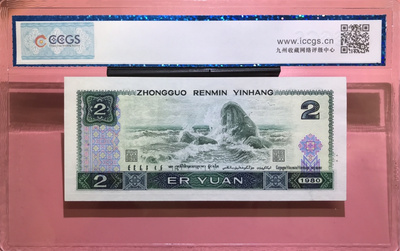 CCGS
www.iccgs.cn
九州收藏网络评级中心
2
ZHONGGUO RENMIN YINHANG
2
2
ER YUAN
1980